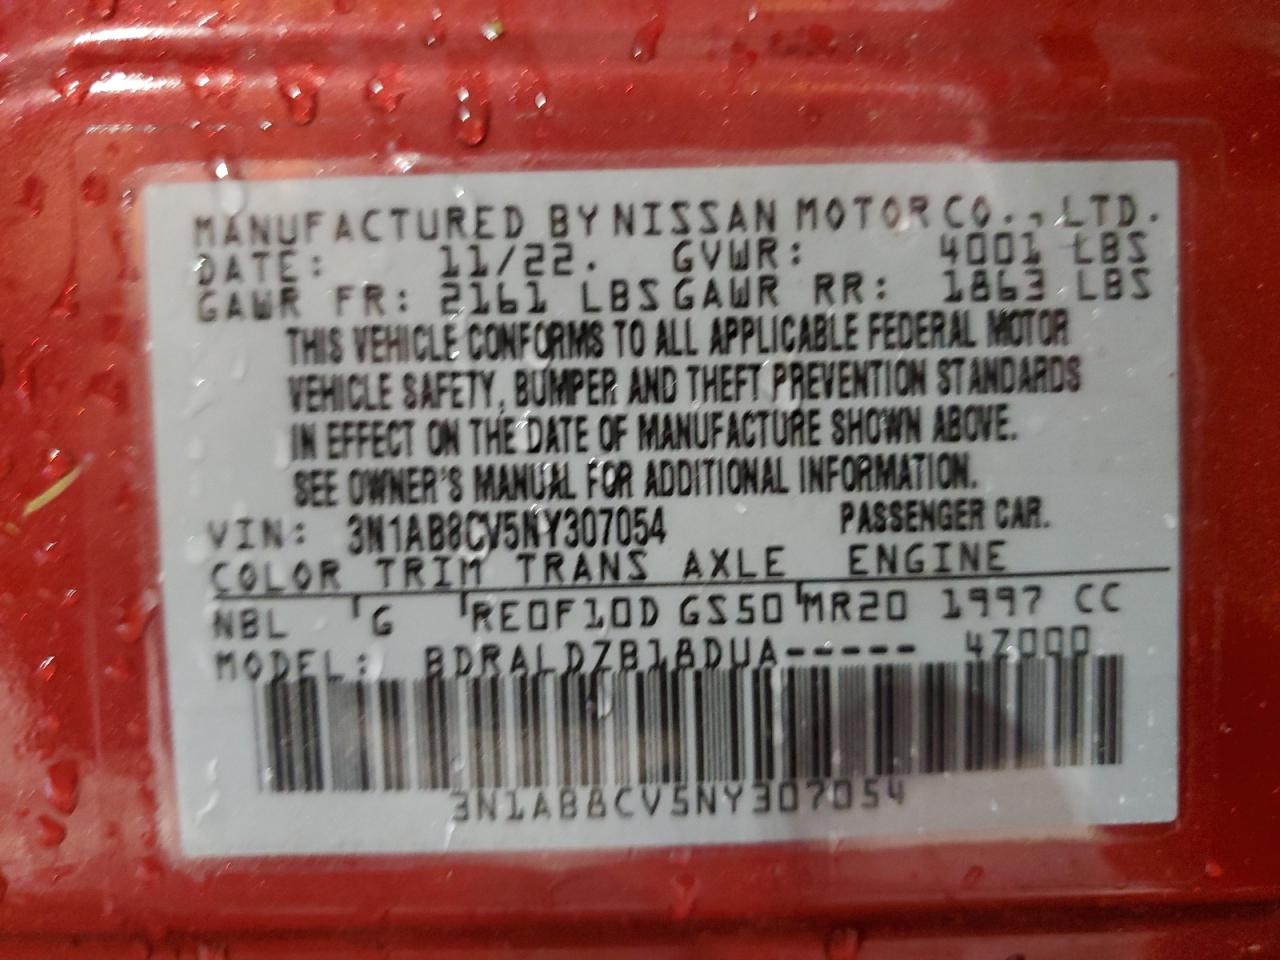 MANUFACTURED BY NISSAN MOTOR CO., LTD.
DATE: 11/22. GVWR: 4001 LBS
GAWR FR: 2161 LBS GAWR RR: 1863 LBS
THIS VEHICLE CONFORMS TO ALL APPLICABLE FEDERAL MOTOR
VEHICLE SAFETY, BUMPER AND THEFT PREVENTION STANDARDS
IN EFFECT ON THE DATE OF MANUFACTURE SHOWN ABOVE.
SEE OWNER'S MANUAL FOR ADDITIONAL INFORMATION.
VIN: 3N1AB8CV5NY307054 PASSENGER CAR.
COLOR TRIM TRANS AXLE ENGINE
NBL G RE0F10D GS50 MR20 1997 CC
MODEL: BDRALDZB18DUA----- 4Z000
3N1AB8CV5NY307054